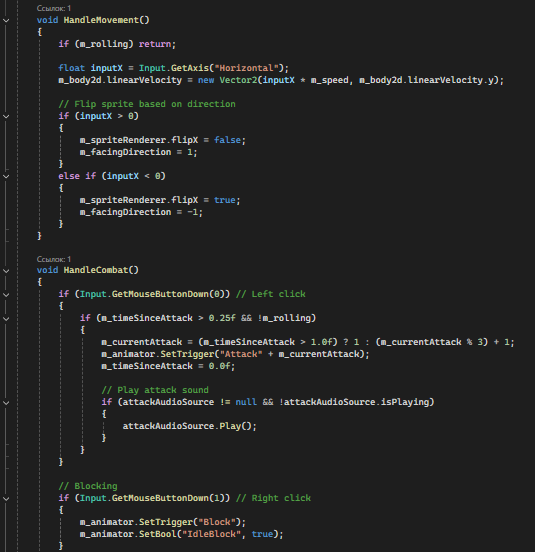 Ссылок: 1
void HandleMovement()
{
if (m_rolling) return;
float inputX = Input.GetAxis("Horizontal");
m_body2d.linearVelocity = new Vector2(inputX * m_speed, m_body2d.linearVelocity.y);
// Flip sprite based on direction
if (inputX > 0)
{
m_spriteRenderer.flipX = false;
m_facingDirection = 1;
}
else if (inputX < 0)
{
m_spriteRenderer.flipX = true;
m_facingDirection = -1;
}
}
Ссылок: 1
void HandleCombat()
{
if (Input.GetMouseButtonDown(0)) // Left click
{
if (m_timeSinceAttack > 0.25f && !m_rolling)
{
m_currentAttack = (m_timeSinceAttack > 1.0f) ? 1 : (m_currentAttack % 3) + 1;
m_animator.SetTrigger("Attack" + m_currentAttack);
m_timeSinceAttack = 0.0f;
// Play attack sound
if (attackAudioSource != null && !attackAudioSource.isPlaying)
{
attackAudioSource.Play();
}
}
}
// Blocking
if (Input.GetMouseButtonDown(1)) // Right click
{
m_animator.SetTrigger("Block");
m_animator.SetBool("IdleBlock", true);
}